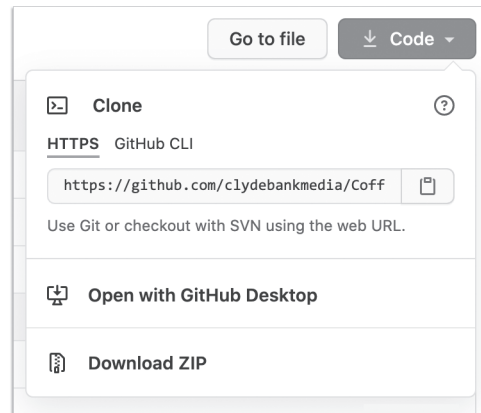 Go to file
Code
Clone
HTTPS GitHub CLI
https://github.com/clydebankmedia/Coff
Use Git or checkout with SVN using the web URL.
Open with GitHub Desktop
Download ZIP